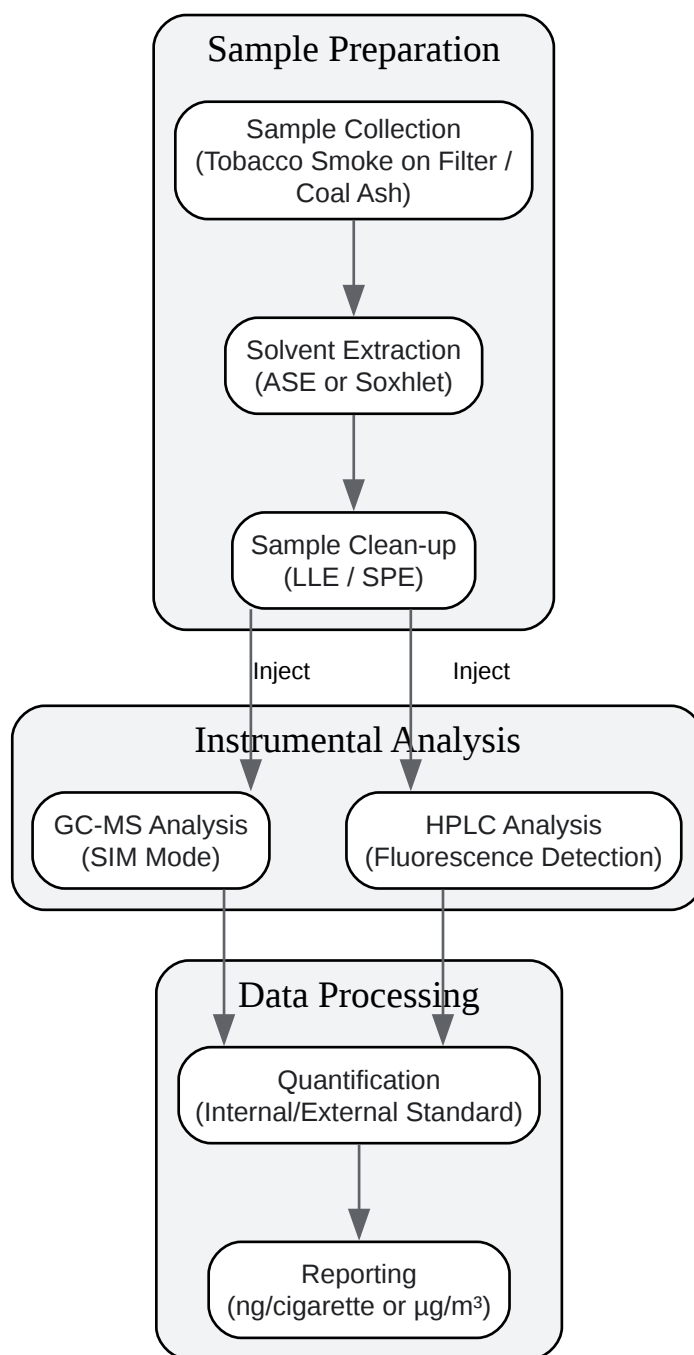 Sample Preparation
Sample Collection
(Tobacco Smoke on Filter /
Coal Ash)
Solvent Extraction
(ASE or Soxhlet)
Sample Clean-up
(LLE / SPE)
Inject
Inject
Instrumental Analysis
GC-MS Analysis
(SIM Mode)
HPLC Analysis
(Fluorescence Detection)
Data Processing
Quantification
(Internal/External Standard)
Reporting
(ng/cigarette or µg/m³)